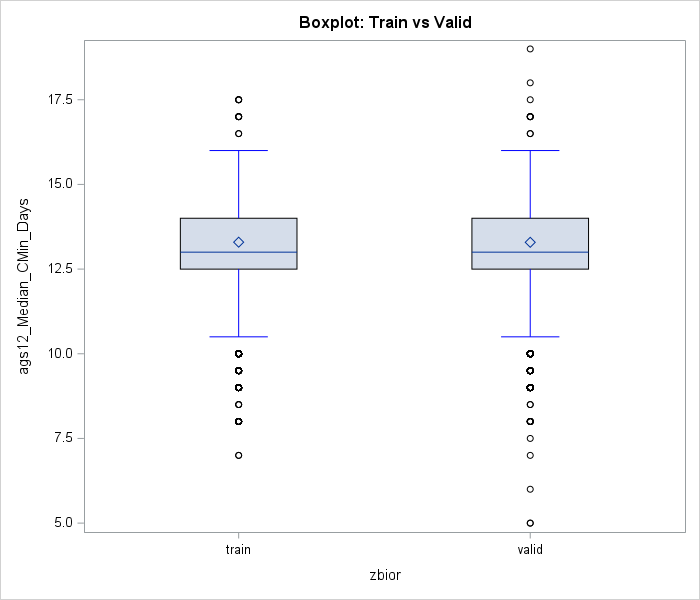 Boxplot: Train vs Valid
17.5
15.0
12.5
10.0
7.5
5.0
ags12_Median_CMin_Days
train
valid
zbior